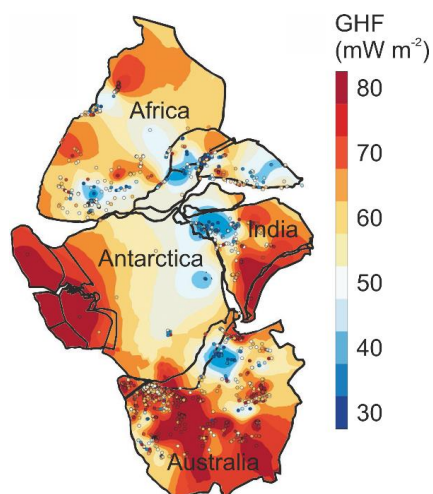 GHF
(mW m⁻²)
80
70
60
50
40
30
Africa
India
Antarctica
Australia